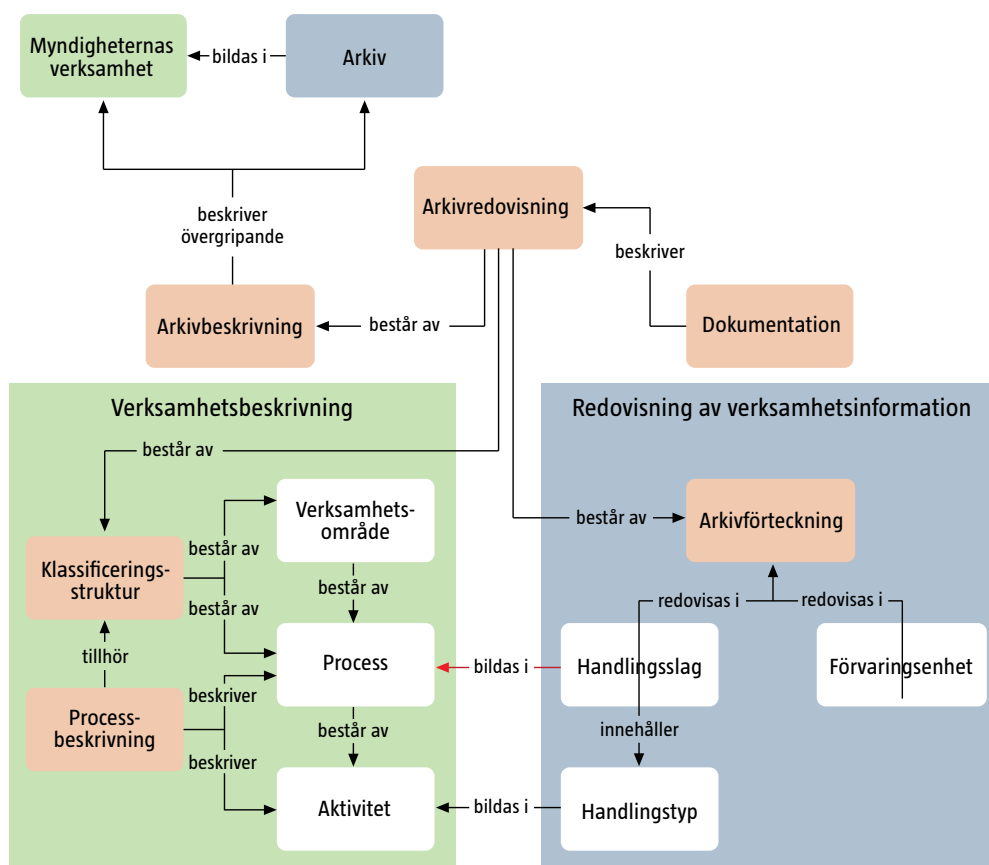 Myndigheternas
verksamhet
bildas i
Arkiv
beskriver
övergripande
Arkivredovisning
beskriver
Arkivbeskrivning
består av
Dokumentation
Verksamhetsbeskrivning
Redovisning av verksamhetsinformation
består av
Verksamhets-
område
består av
Arkivförteckning
Klassificerings-
struktur
består av
består av
består av
redovisas i
redovisas i
tillhör
Process
bildas i
Handlingsslag
Förvaringsenhet
beskriver
Process-
beskrivning
består av
innehåller
beskriver
Aktivitet
bildas i
Handlingstyp